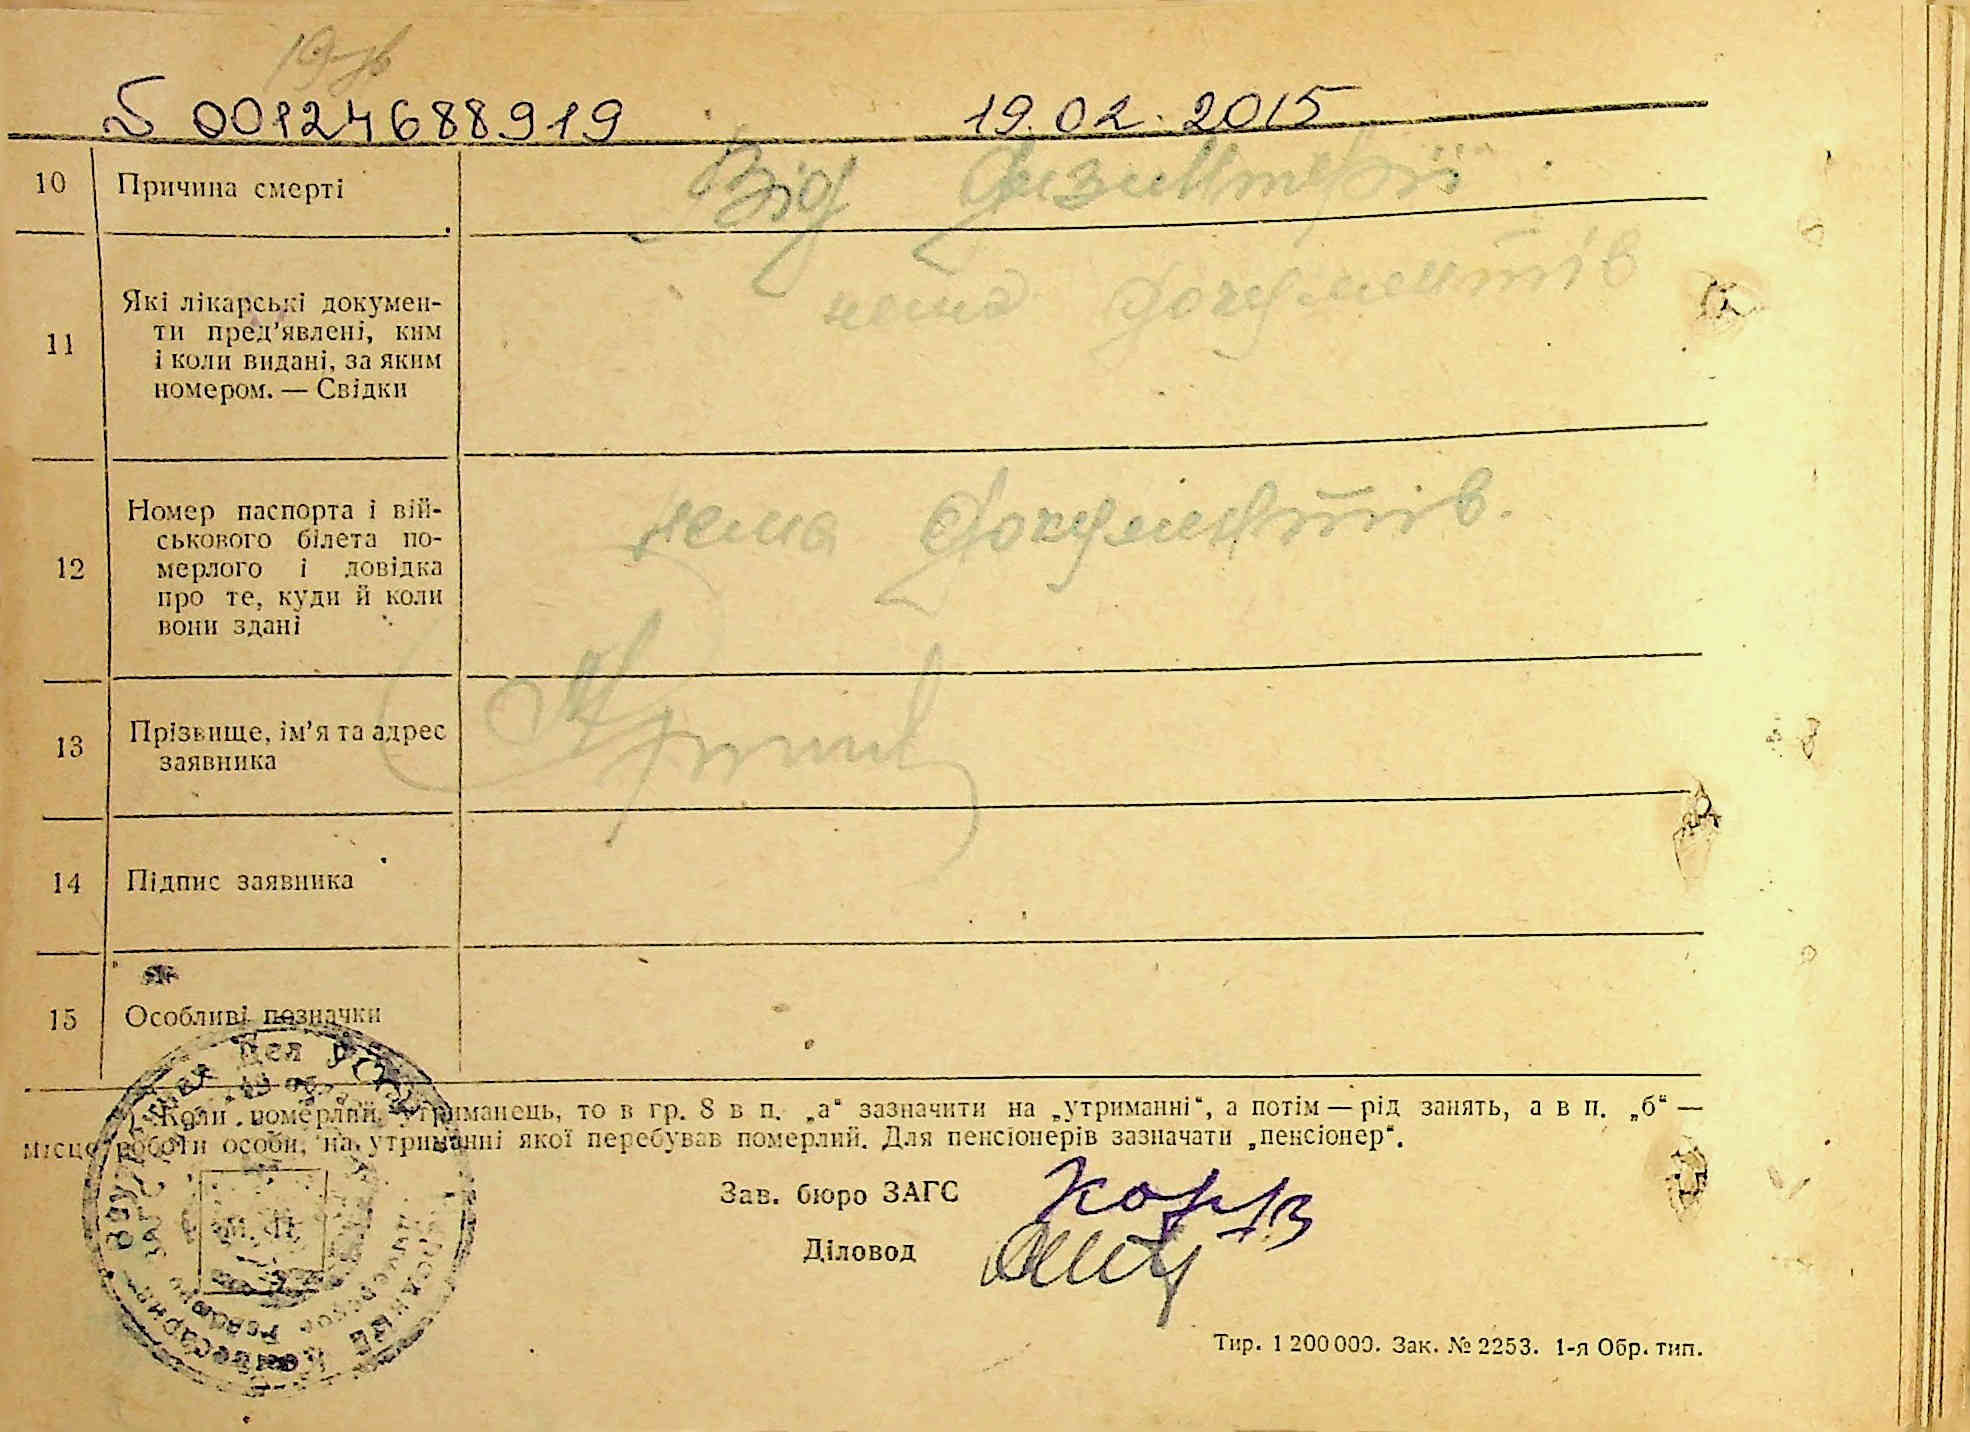 S 00124688919 19.02.2015
10 Причина смерті Від дизинтерії
11 Які лікарські докумен-
ти пред’явлені, ким
і коли видані, за яким
номером. — Свідки
нема документів
12 Номер паспорта і вій-
ськового білета по-
мерлого і довідка
про те, куди й коли
вони здані
нема документів.
13 Прізвище, ім’я та адрес
заявника
14 Підпис заявника
15 Особливі позначки
Коли померлий утриманець, то в гр. 8 в п. „а“ зазначити на „утриманні“, а потім — рід занять, а в п. „б“ —
місце роботи особи, на утриманні якої перебував померлий. Для пенсіонерів зазначати „пенсіонер“.
Зав. бюро ЗАГС
Діловод
Тир. 1 200 000. Зак. № 2253. 1-я Обр. тип.